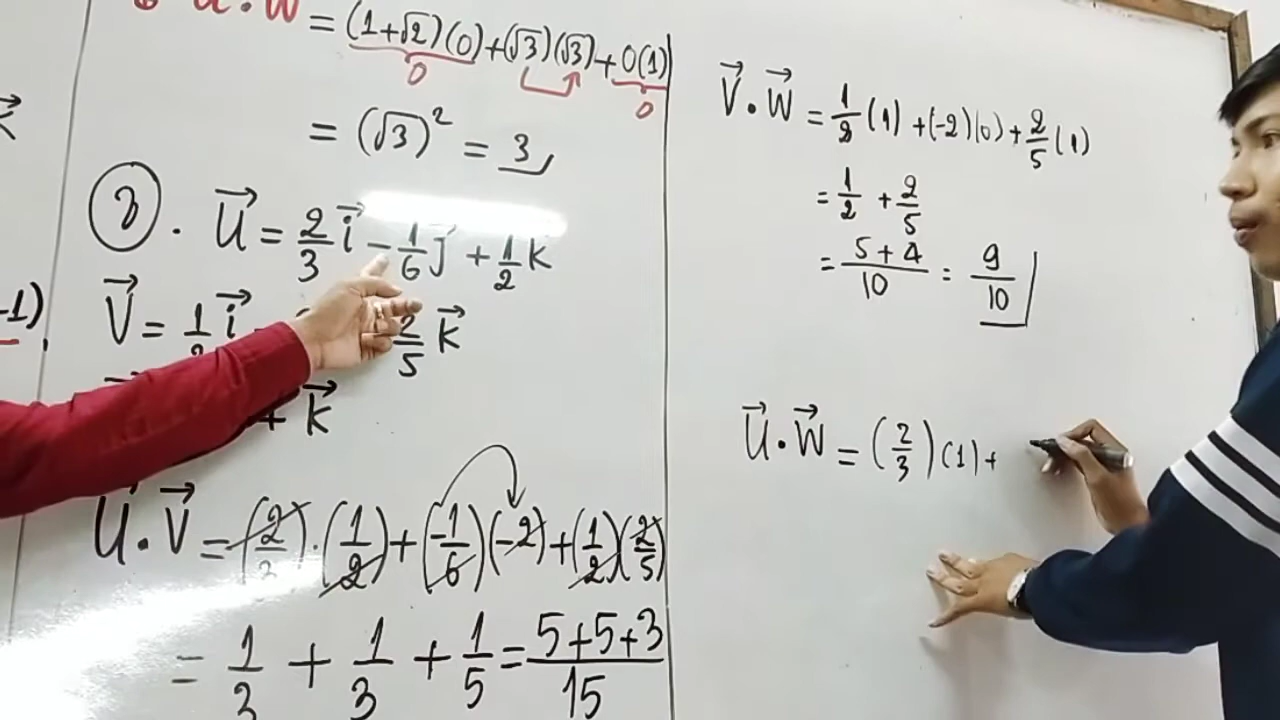 u⃗ · w⃗ = (1+√2)(0)+(√3)(√3)+0(1)
0 0
= (√3)² = 3
k⃗
. U⃗ = 2/3 i⃗ - 1/6 j⃗ + 1/2 k
-1).
V⃗ = i⃗ 2/5 k⃗
+ k⃗
U⃗ · V⃗ = (2/3) · (1/2) + (-1/6)(-2) + (1/2)(2/5)
= 1/3 + 1/3 + 1/5 = 5+5+3/15
V⃗ · W⃗ = 1/2 (1) + (-2)(0) + 2/5 (1)
= 1/2 + 2/5
= 5+4/10 = 9/10
U⃗ · W⃗ = (2/3)(1) +